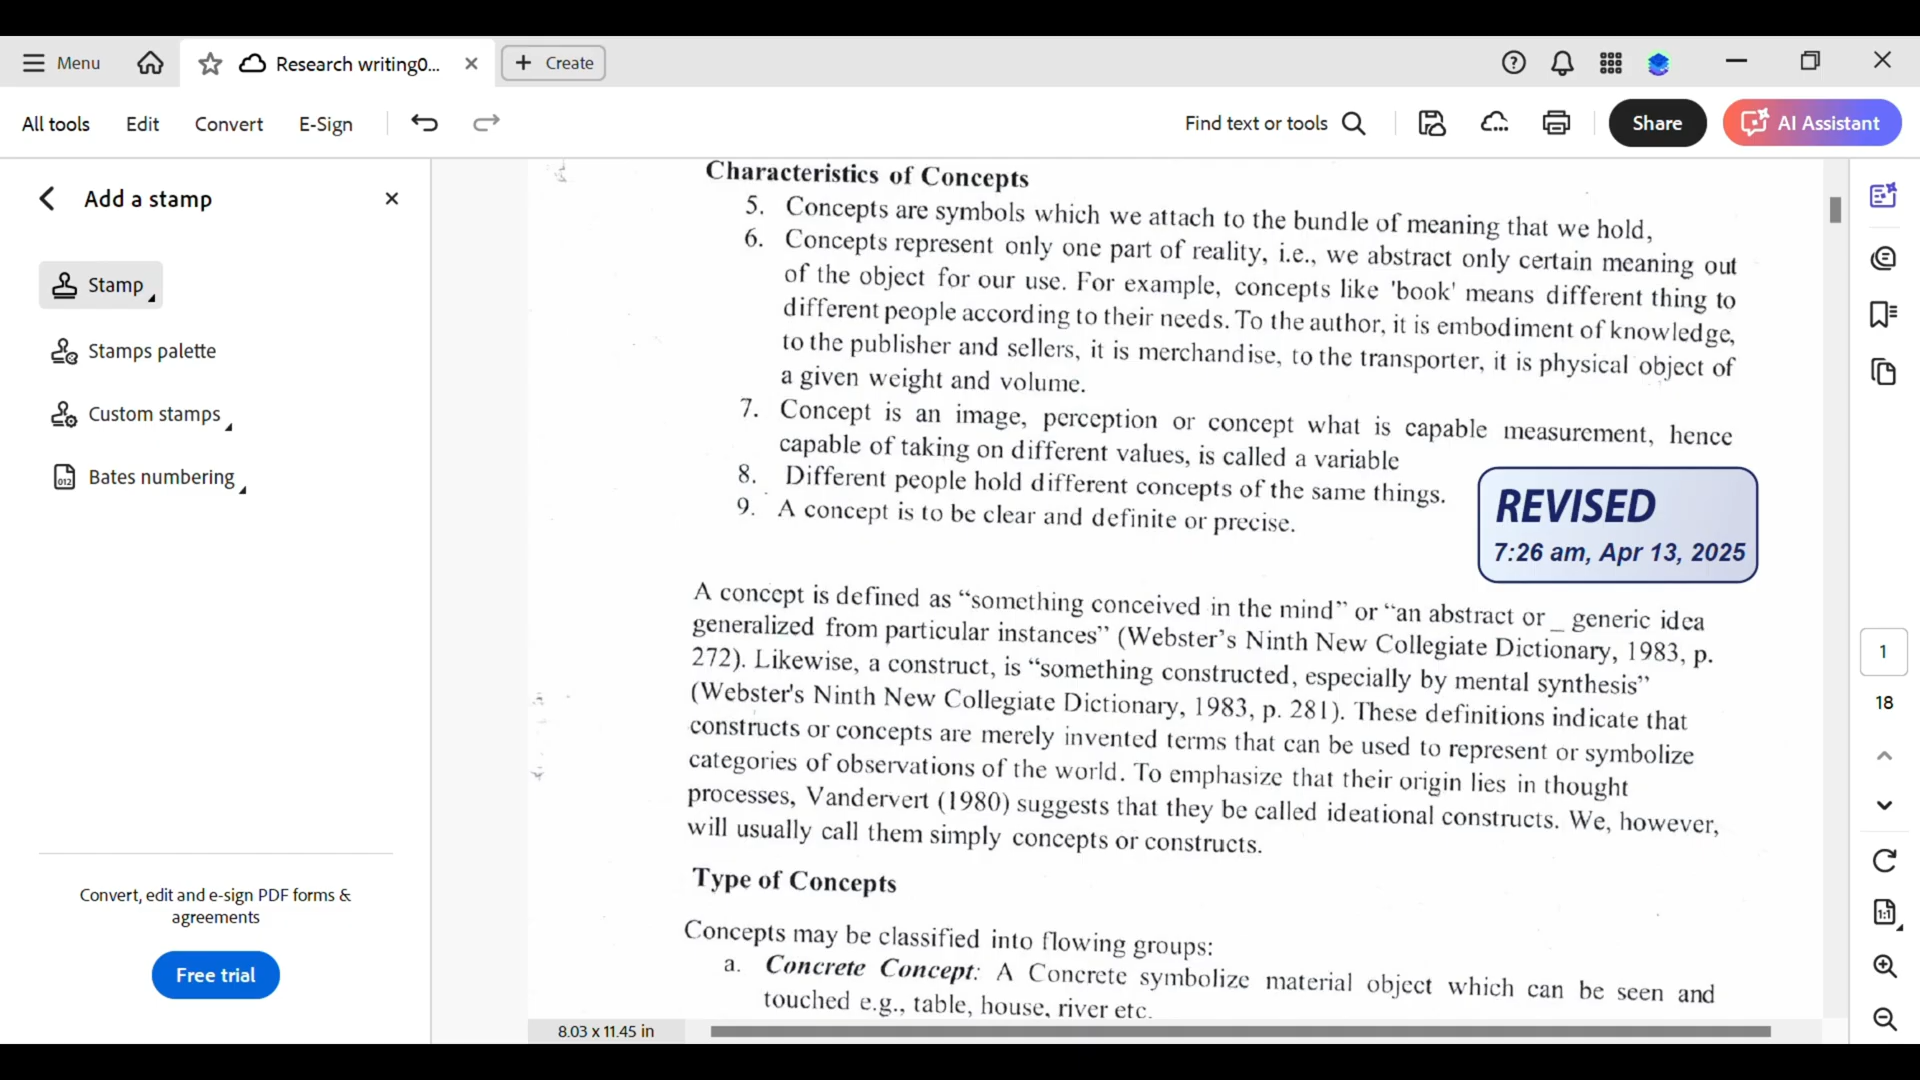 Menu
Research writing0...
Create
All tools
Edit
Convert
E-Sign
Find text or tools
Share
AI Assistant
Add a stamp
Stamp
Stamps palette
Custom stamps
Bates numbering
Convert, edit and e-sign PDF forms &
agreements
Free trial
Characteristics of Concepts
5. Concepts are symbols which we attach to the bundle of meaning that we hold,
6. Concepts represent only one part of reality, i.e., we abstract only certain meaning out
of the object for our use. For example, concepts like 'book' means different thing to
different people according to their needs. To the author, it is embodiment of knowledge,
to the publisher and sellers, it is merchandise, to the transporter, it is physical object of
a given weight and volume.
7. Concept is an image, perception or concept what is capable measurement, hence
capable of taking on different values, is called a variable
8. Different people hold different concepts of the same things.
9. A concept is to be clear and definite or precise.
REVISED
7:26 am, Apr 13, 2025
A concept is defined as “something conceived in the mind” or “an abstract or _ generic idea
generalized from particular instances” (Webster’s Ninth New Collegiate Dictionary, 1983, p.
272). Likewise, a construct, is “something constructed, especially by mental synthesis”
(Webster's Ninth New Collegiate Dictionary, 1983, p. 281). These definitions indicate that
constructs or concepts are merely invented terms that can be used to represent or symbolize
categories of observations of the world. To emphasize that their origin lies in thought
processes, Vandervert (1980) suggests that they be called ideational constructs. We, however,
will usually call them simply concepts or constructs.
Type of Concepts
Concepts may be classified into flowing groups:
a. Concrete Concept: A Concrete symbolize material object which can be seen and
touched e.g., table, house, river etc.
8.03 x 11.45 in
1
18